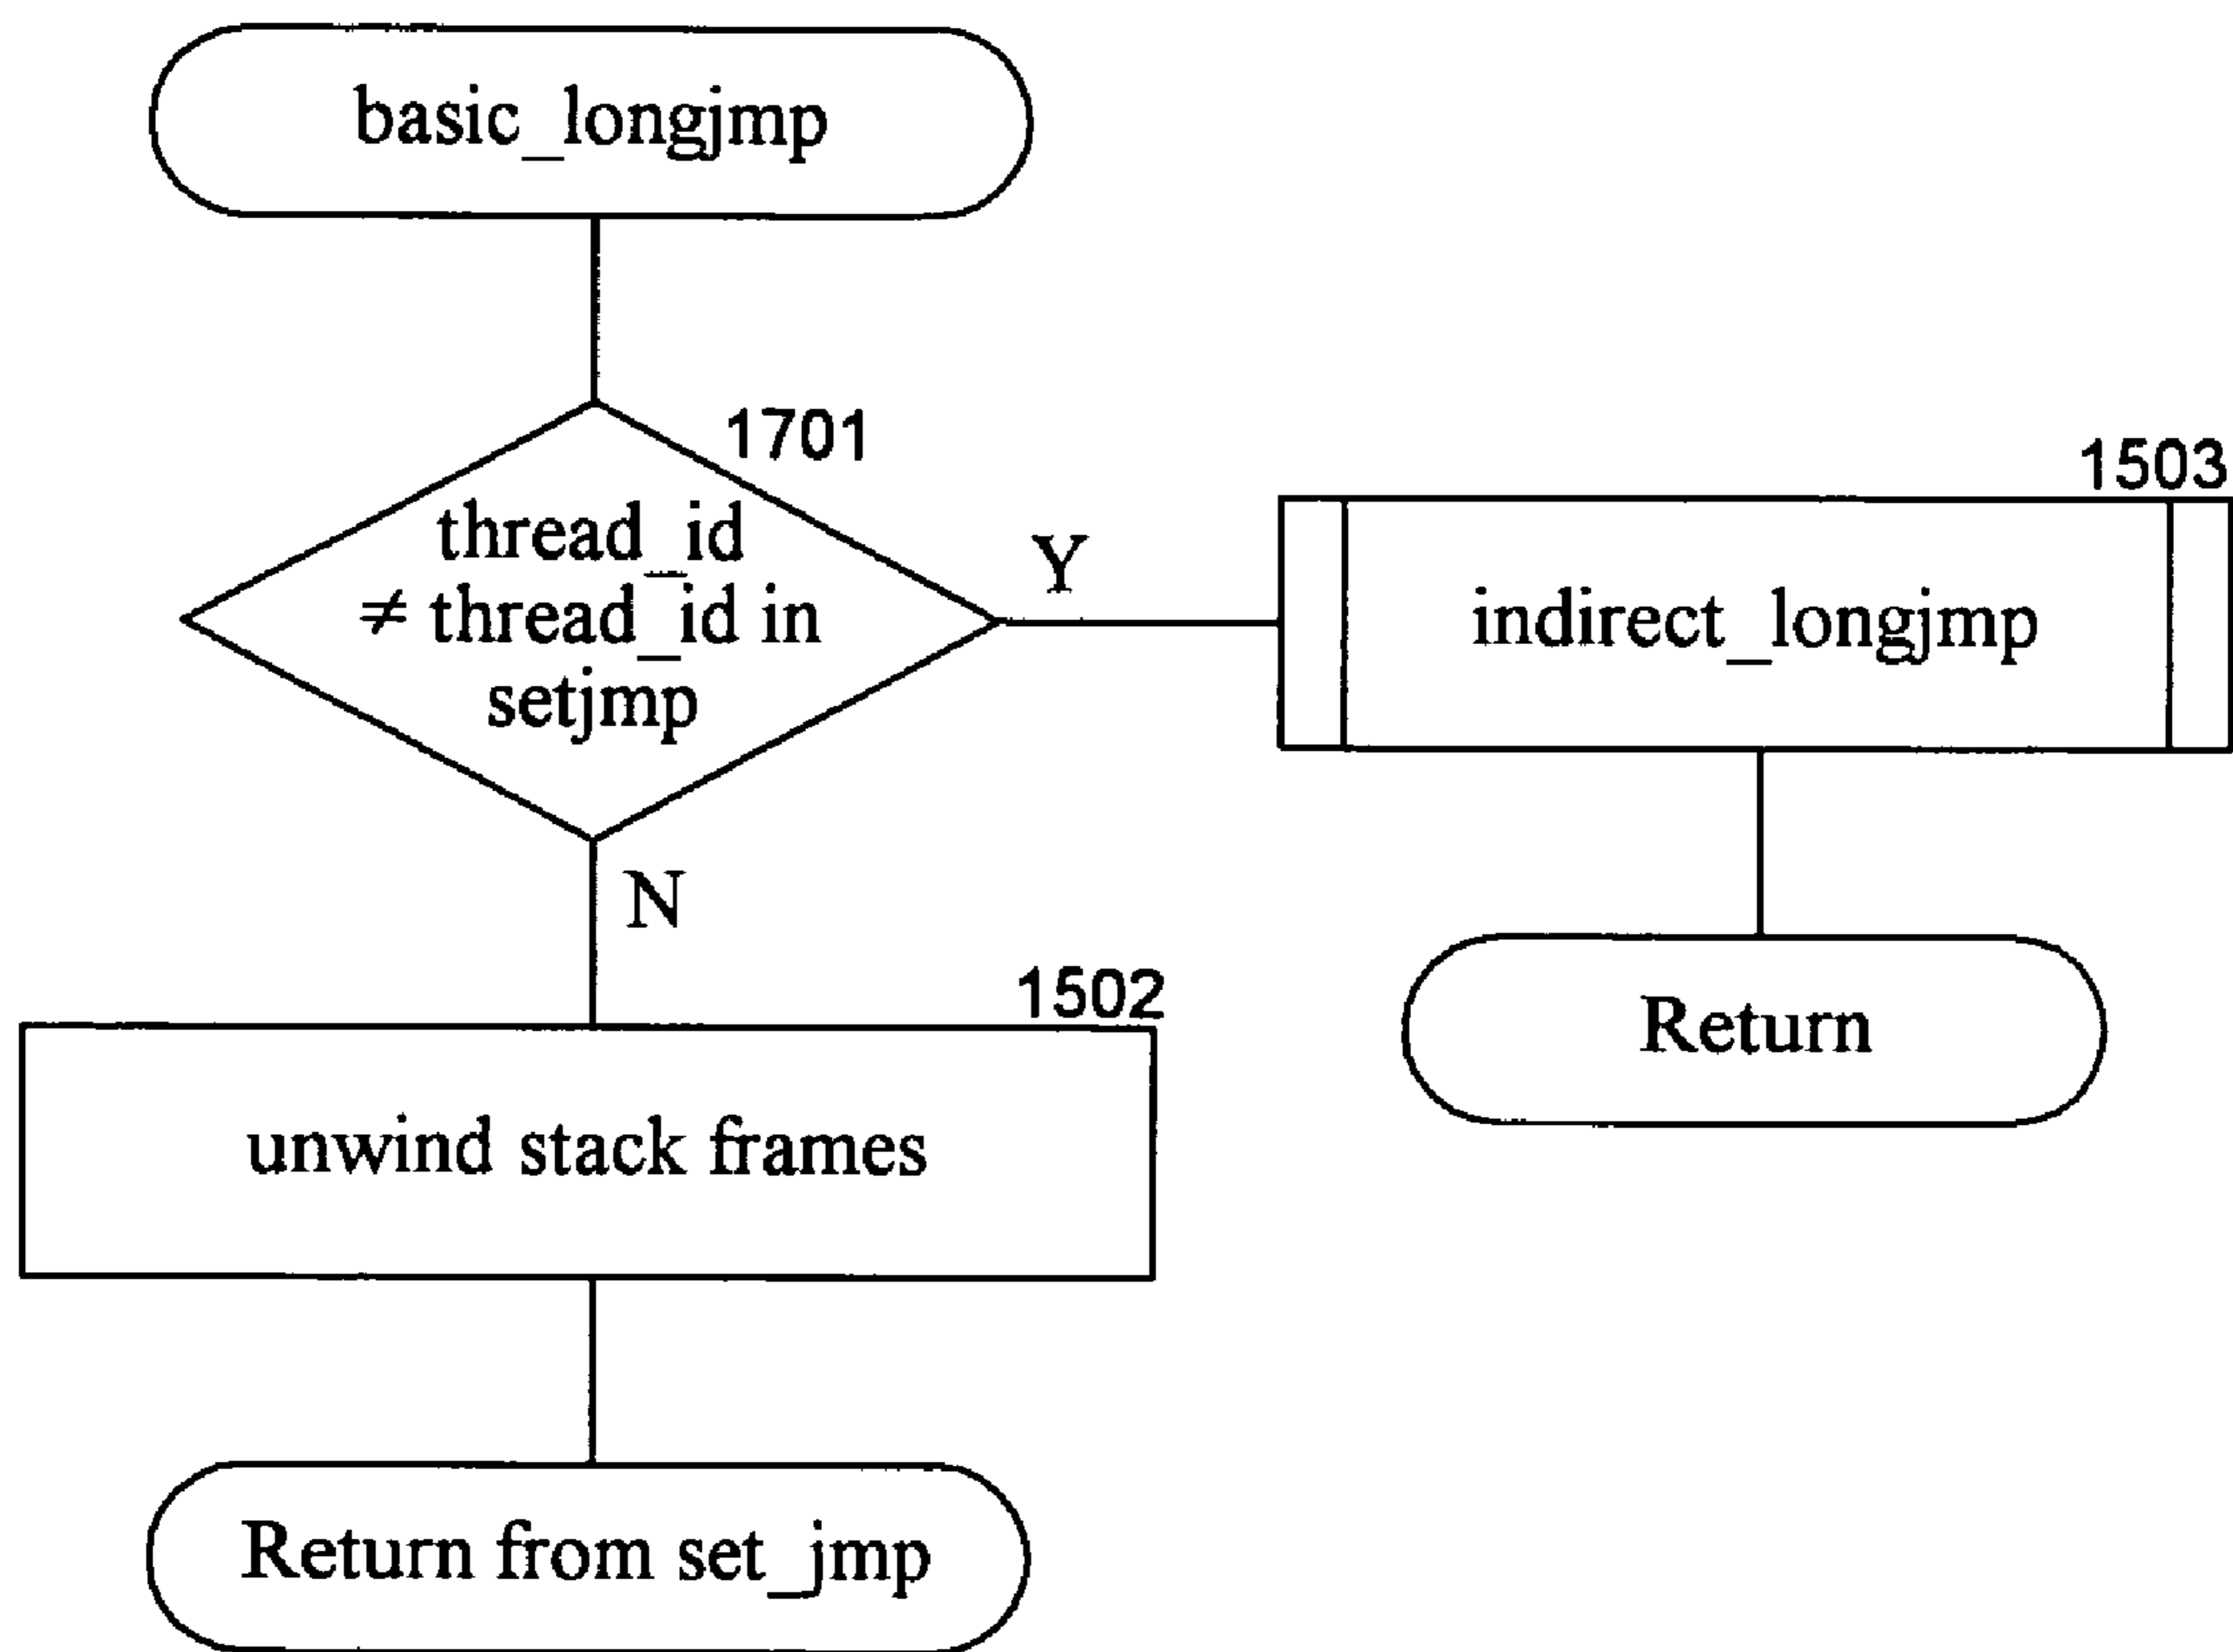 basic_longjmp
1701
thread_id
≠ thread_id in
setjmp
Y
1503
indirect_longjmp
N
Return
1502
unwind stack frames
Return from set_jmp